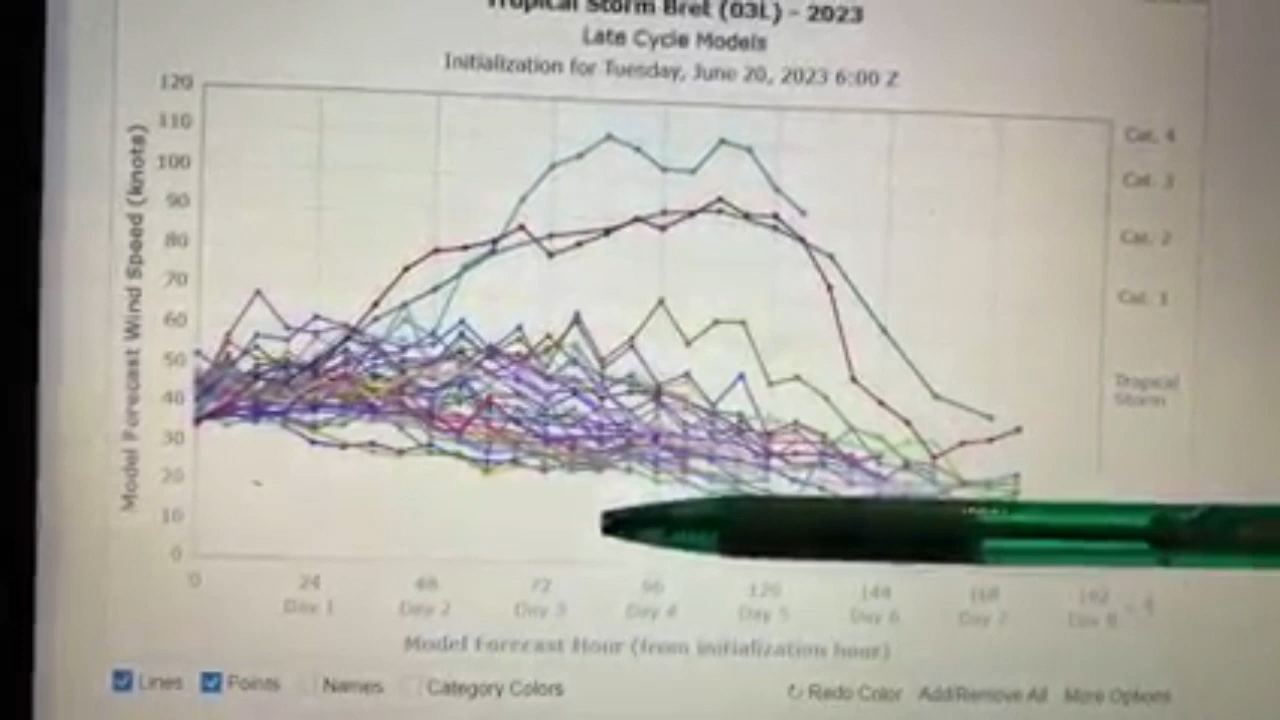 Tropical Storm Bret (03L) - 2023
Late Cycle Models
Initialization for Tuesday, June 20, 2023 6:00 Z
Model Forecast Wind Speed (knots)
120
110
100
90
80
70
60
50
40
30
20
10
0
Cat. 4
Cat. 3
Cat. 2
Cat. 1
Tropical
Storm
0 24 48 72 96 120 144 168 192
Day 1 Day 2 Day 3 Day 4 Day 5 Day 6 Day 7 Day 8
Model Forecast Hour (from initialization hour)
Lines Points Names Category Colors Redo Color Add/Remove All More Options